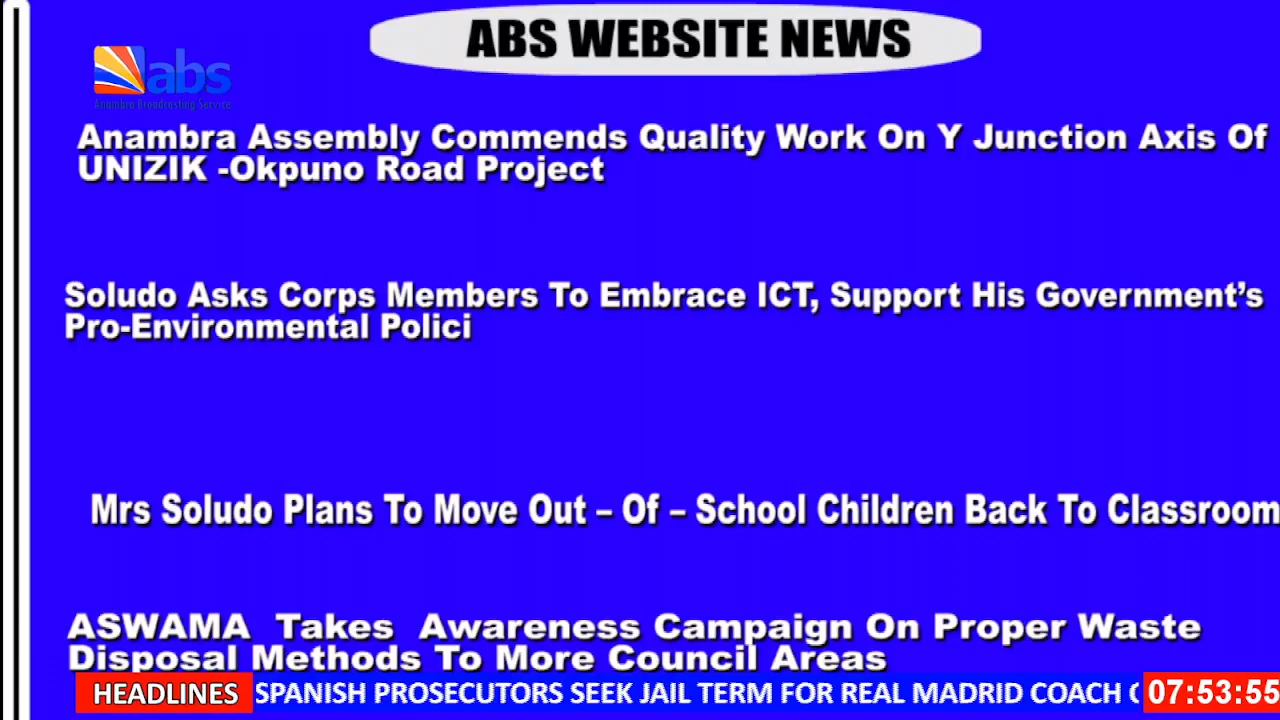 ABS WEBSITE NEWS
abs
Anambra Broadcasting Service
Anambra Assembly Commends Quality Work On Y Junction Axis Of
UNIZIK -Okpuno Road Project
Soludo Asks Corps Members To Embrace ICT, Support His Government’s
Pro-Environmental Polici
Mrs Soludo Plans To Move Out – Of – School Children Back To Classroom
ASWAMA Takes Awareness Campaign On Proper Waste
Disposal Methods To More Council Areas
HEADLINES SPANISH PROSECUTORS SEEK JAIL TERM FOR REAL MADRID COACH 07:53:55